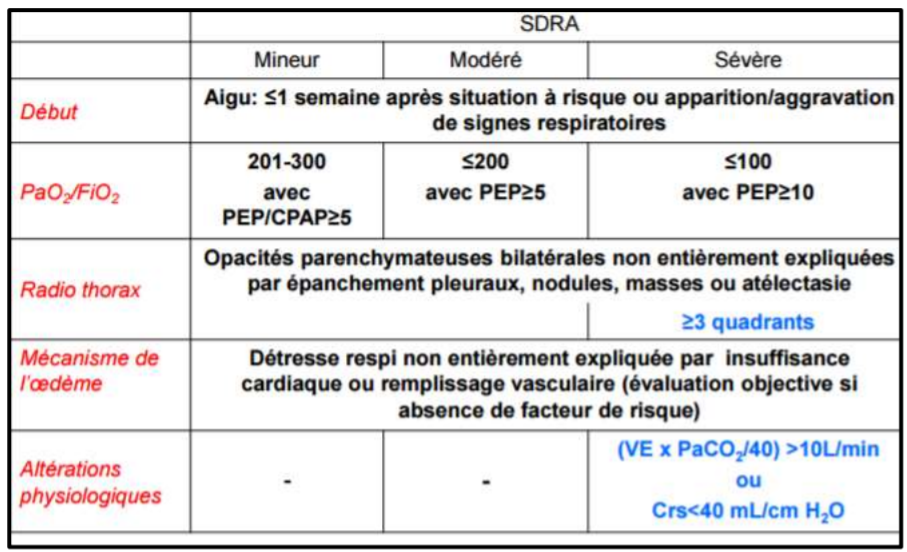 SDRA
Mineur Modéré Sévère
Début
Aigu: ≤1 semaine après situation à risque ou apparition/aggravation
de signes respiratoires
PaO₂/FiO₂
201-300
avec
PEP/CPAP≥5
≤200
avec PEP≥5
≤100
avec PEP≥10
Radio thorax
Opacités parenchymateuses bilatérales non entièrement expliquées
par épanchement pleuraux, nodules, masses ou atélectasie
≥3 quadrants
Mécanisme de
l'œdème
Détresse respi non entièrement expliquée par insuffisance
cardiaque ou remplissage vasculaire (évaluation objective si
absence de facteur de risque)
Altérations
physiologiques
-
-
(VE x PaCO₂/40) >10L/min
ou
Crs<40 mL/cm H₂O